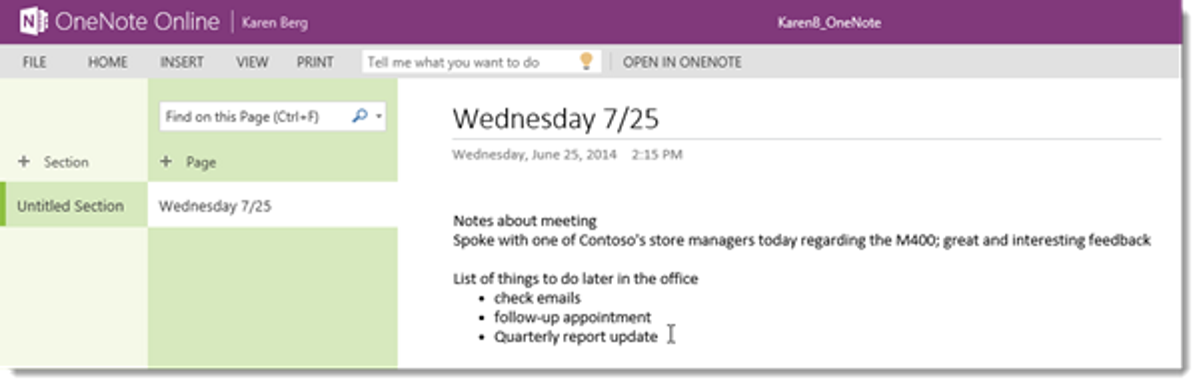 OneNote Online Karen Berg KarenB_OneNote
FILE HOME INSERT VIEW PRINT Tell me what you want to do OPEN IN ONENOTE
Find on this Page (Ctrl+F)
+ Section
+ Page
Untitled Section
Wednesday 7/25
Wednesday 7/25
Wednesday, June 25, 2014 2:15 PM
Notes about meeting
Spoke with one of Contoso's store managers today regarding the M400; great and interesting feedback
List of things to do later in the office
• check emails
• follow-up appointment
• Quarterly report update